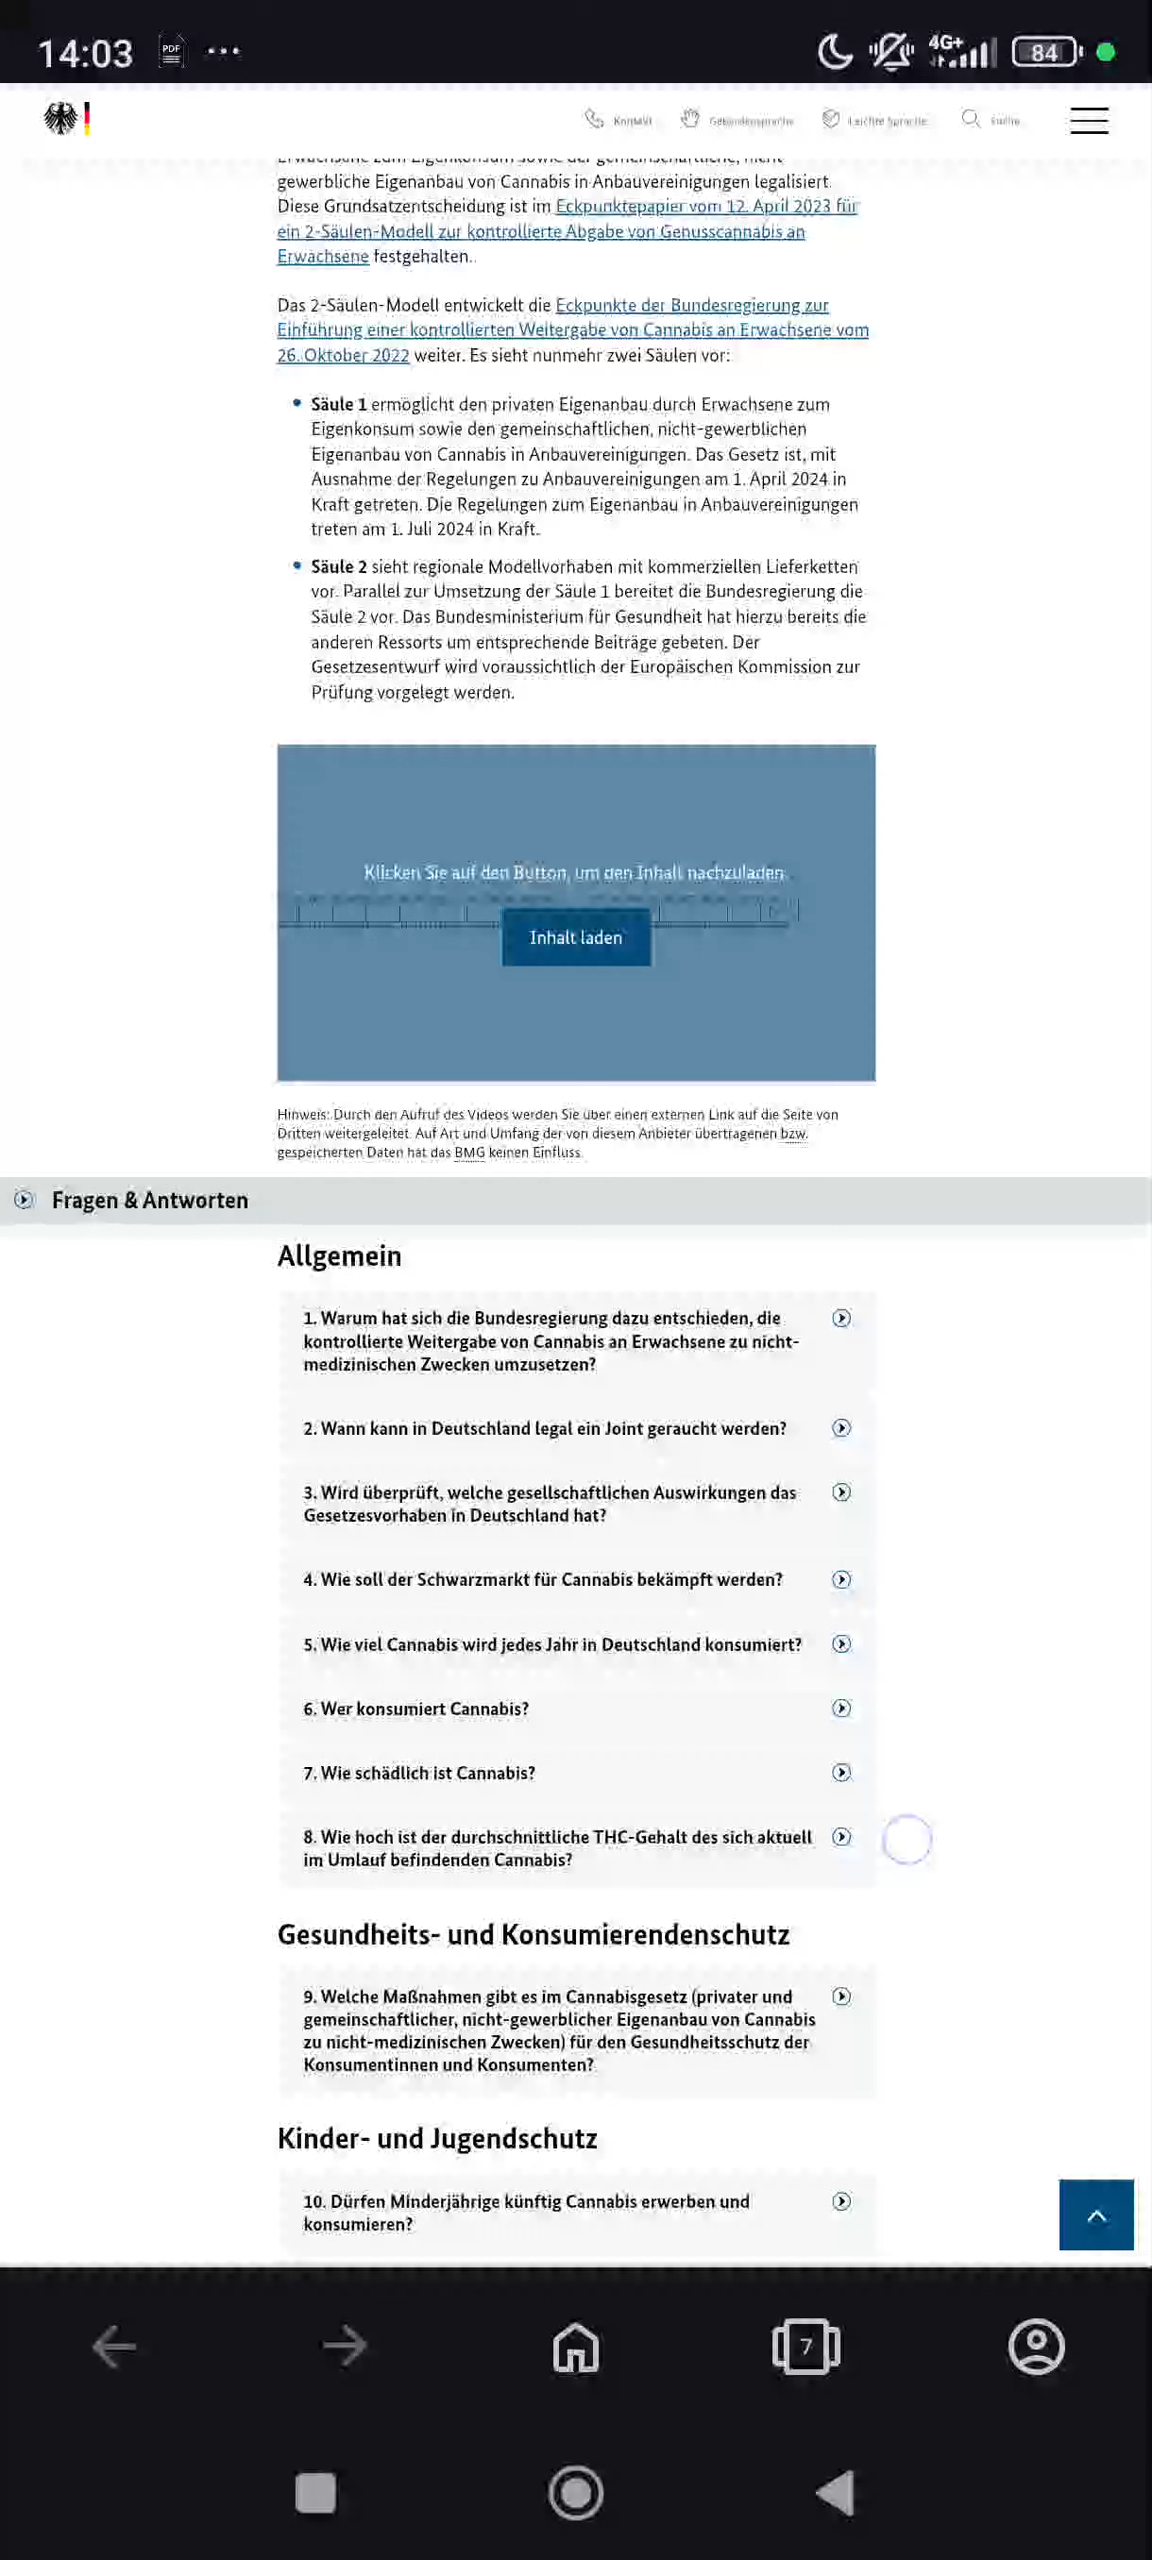 14:03
PDF
4G+
84
Kontakt
Gebärdensprache
Leichte Sprache
Suche
Erwachsene zum Eigenkonsum sowie der gemeinschaftliche, nicht-
gewerbliche Eigenanbau von Cannabis in Anbauvereinigungen legalisiert.
Diese Grundsatzentscheidung ist im Eckpunktepapier vom 12. April 2023 für
ein 2-Säulen-Modell zur kontrollierte Abgabe von Genusscannabis an
Erwachsene festgehalten.
Das 2-Säulen-Modell entwickelt die Eckpunkte der Bundesregierung zur
Einführung einer kontrollierten Weitergabe von Cannabis an Erwachsene vom
26. Oktober 2022 weiter. Es sieht nunmehr zwei Säulen vor:
Säule 1 ermöglicht den privaten Eigenanbau durch Erwachsene zum
Eigenkonsum sowie den gemeinschaftlichen, nicht-gewerblichen
Eigenanbau von Cannabis in Anbauvereinigungen. Das Gesetz ist, mit
Ausnahme der Regelungen zu Anbauvereinigungen am 1. April 2024 in
Kraft getreten. Die Regelungen zum Eigenanbau in Anbauvereinigungen
treten am 1. Juli 2024 in Kraft.
Säule 2 sieht regionale Modellvorhaben mit kommerziellen Lieferketten
vor. Parallel zur Umsetzung der Säule 1 bereitet die Bundesregierung die
Säule 2 vor. Das Bundesministerium für Gesundheit hat hierzu bereits die
anderen Ressorts um entsprechende Beiträge gebeten. Der
Gesetzesentwurf wird voraussichtlich der Europäischen Kommission zur
Prüfung vorgelegt werden.
Klicken Sie auf den Button, um den Inhalt nachzuladen.
Inhalt laden
Hinweis: Durch den Aufruf des Videos werden Sie über einen externen Link auf die Seite von
Dritten weitergeleitet. Auf Art und Umfang der von diesem Anbieter übertragenen bzw.
gespeicherten Daten hat das BMG keinen Einfluss.
Fragen & Antworten
Allgemein
1. Warum hat sich die Bundesregierung dazu entschieden, die
kontrollierte Weitergabe von Cannabis an Erwachsene zu nicht-
medizinischen Zwecken umzusetzen?
2. Wann kann in Deutschland legal ein Joint geraucht werden?
3. Wird überprüft, welche gesellschaftlichen Auswirkungen das
Gesetzesvorhaben in Deutschland hat?
4. Wie soll der Schwarzmarkt für Cannabis bekämpft werden?
5. Wie viel Cannabis wird jedes Jahr in Deutschland konsumiert?
6. Wer konsumiert Cannabis?
7. Wie schädlich ist Cannabis?
8. Wie hoch ist der durchschnittliche THC-Gehalt des sich aktuell
im Umlauf befindenden Cannabis?
Gesundheits- und Konsumierendenschutz
9. Welche Maßnahmen gibt es im Cannabisgesetz (privater und
gemeinschaftlicher, nicht-gewerblicher Eigenanbau von Cannabis
zu nicht-medizinischen Zwecken) für den Gesundheitsschutz der
Konsumentinnen und Konsumenten?
Kinder- und Jugendschutz
10. Dürfen Minderjährige künftig Cannabis erwerben und
konsumieren?
7